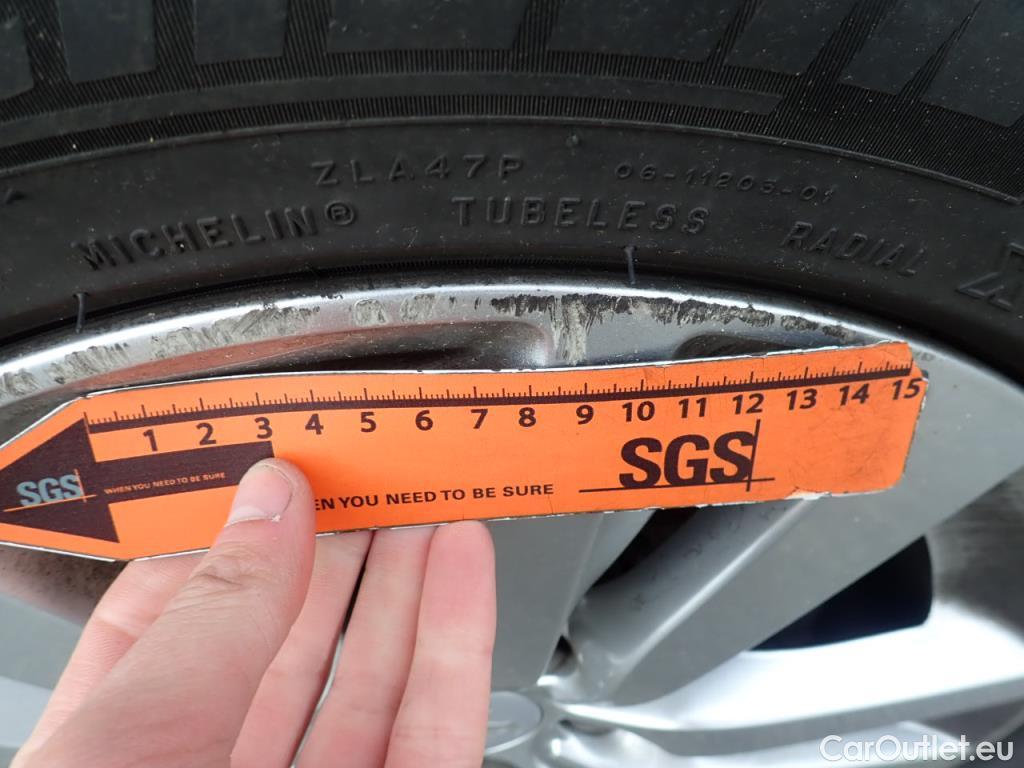 ZLA47P 06-11203-01
MICHELIN® TUBELESS RADIAL X
1 2 3 4 5 6 7 8 9 10 11 12 13 14 15
SGS WHEN YOU NEED TO BE SURE
EN YOU NEED TO BE SURE SGS
CarOutlet.eu